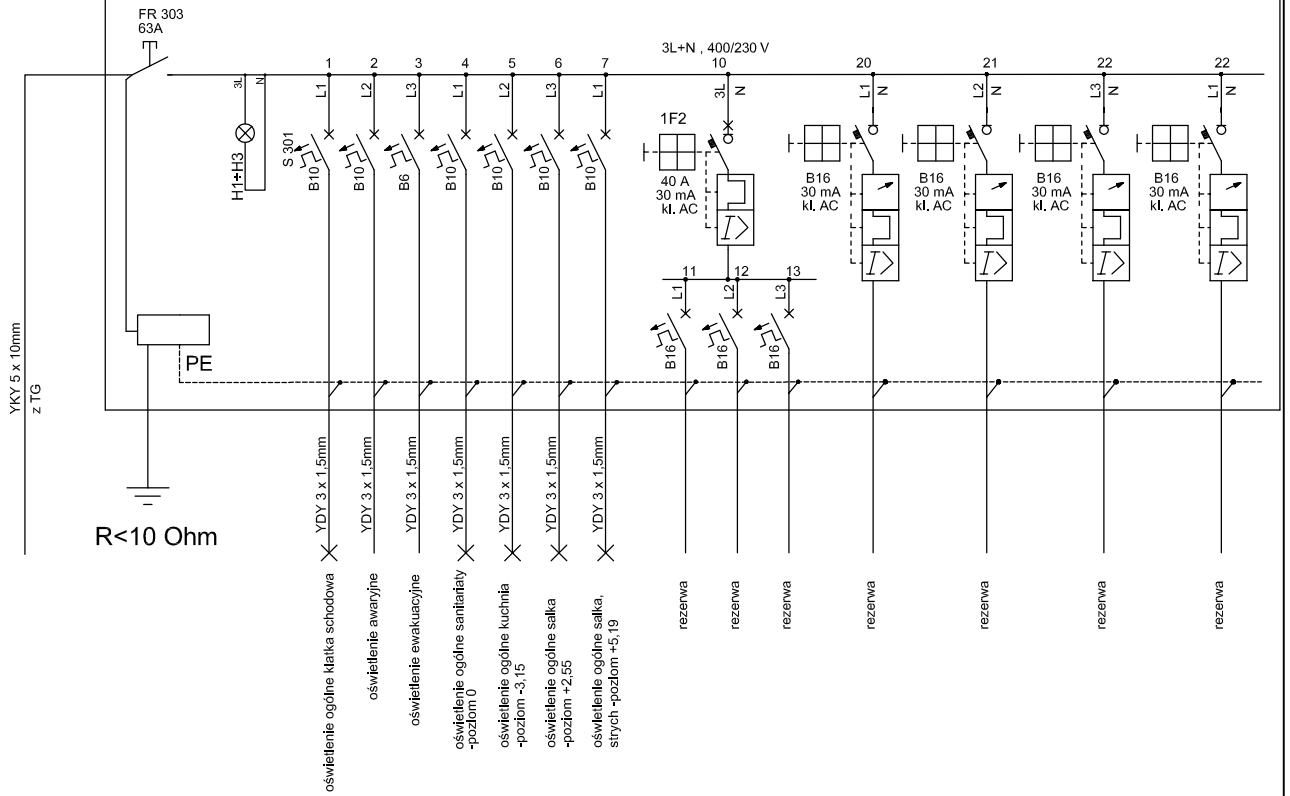 FR 303
63A
3L+N , 400/230 V
1
2
3
4
5
6
7
10
20
21
22
22
3L
N
L1
L2
L3
L1
L2
L3
L1
3L
N
L1
N
L2
N
L3
N
L1
N
H1÷H3
S 301
B10
B10
B6
B10
B10
B10
B10
1F2
40 A
30 mA
kl. AC
B16
30 mA
kl. AC
B16
30 mA
kl. AC
B16
30 mA
kl. AC
B16
30 mA
kl. AC
11
12
13
L1
L2
L3
B16
B16
B16
PE
YKY 5 x 10mm
z TG
R<10 Ohm
YDY 3 x 1,5mm
YDY 3 x 1,5mm
YDY 3 x 1,5mm
YDY 3 x 1,5mm
YDY 3 x 1,5mm
YDY 3 x 1,5mm
YDY 3 x 1,5mm
oświetlenie ogólne klatka schodowa
oświetlenie awaryjne
oświetlenie ewakuacyjne
oświetlenie ogólne sanitariaty
-poziom 0
oświetlenie ogólne kuchnia
-poziom -3,15
oświetlenie ogólne salka
-poziom +2,55
oświetlenie ogólne salka,
strych -poziom +5,19
rezerwa
rezerwa
rezerwa
rezerwa
rezerwa
rezerwa
rezerwa